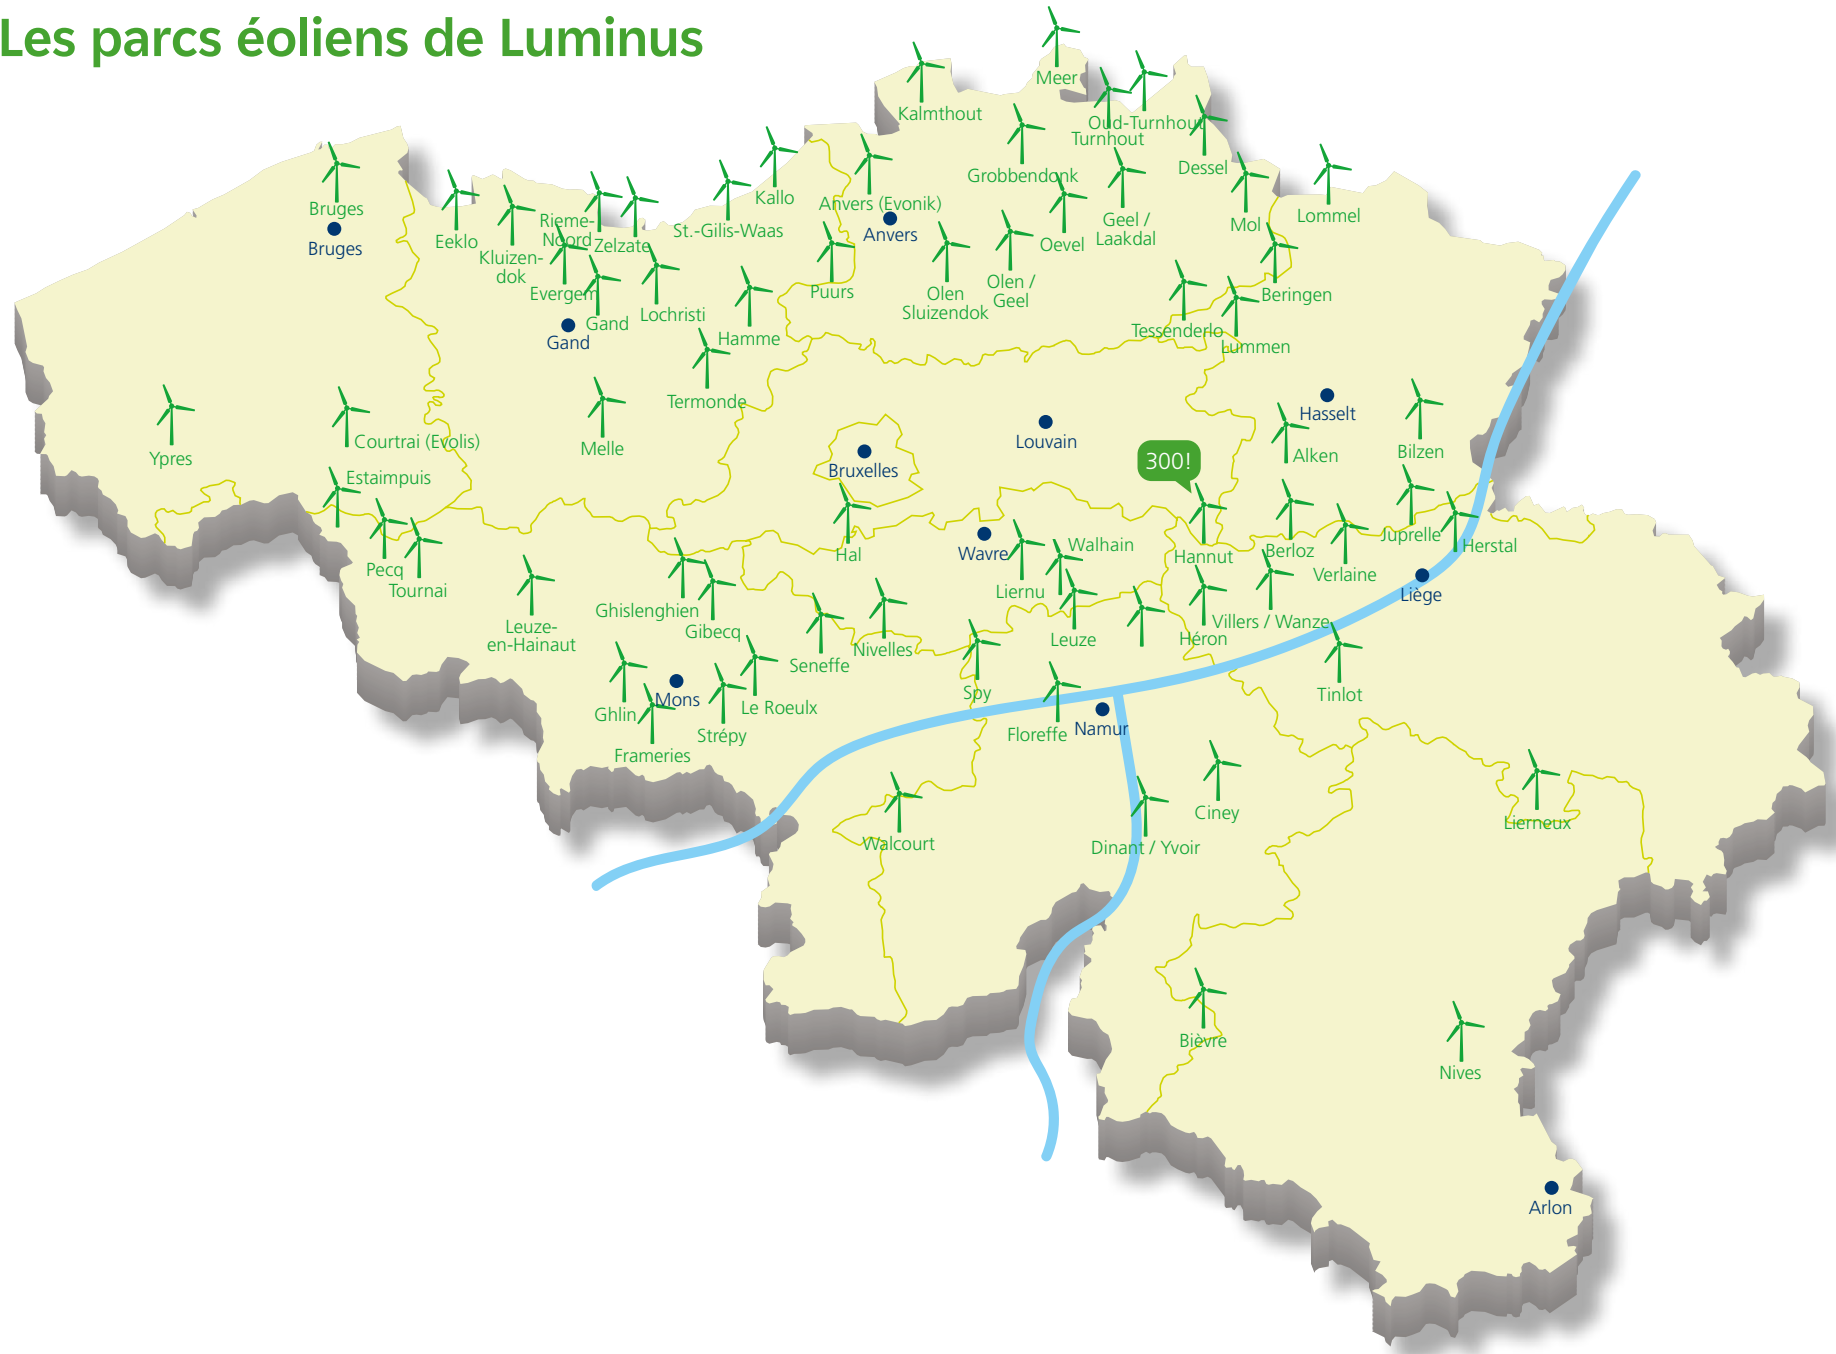 Les parcs éoliens de Luminus
Meer
Kalmthout
Oud-Turnhout
Turnhout
Dessel
Grobbendonk
Kallo
Anvers (Evonik)
Anvers
Bruges
Bruges
Eeklo
Kluizen-
dok
Rieme-
Noord
Zelzate
St.-Gilis-Waas
Geel /
Laakdal
Mol
Lommel
Oevel
Evergem
Gand
Gand
Lochristi
Hamme
Puurs
Olen
Sluizendok
Olen /
Geel
Beringen
Tessenderlo
Lummen
Termonde
Melle
Ypres
Courtrai (Evolis)
Estaimpuis
Bruxelles
Louvain
Hasselt
Alken
Bilzen
300!
Pecq
Tournai
Hal
Wavre
Walhain
Hannut
Berloz
Verlaine
Juprelle
Herstal
Liège
Leuze-
en-Hainaut
Ghislenghien
Gibecq
Seneffe
Nivelles
Liernu
Leuze
Héron
Villers / Wanze
Tinlot
Spy
Floreffe
Namur
Mons
Ghlin
Frameries
Strépy
Le Roeulx
Walcourt
Dinant / Yvoir
Ciney
Lierneux
Bièvre
Nives
Arlon